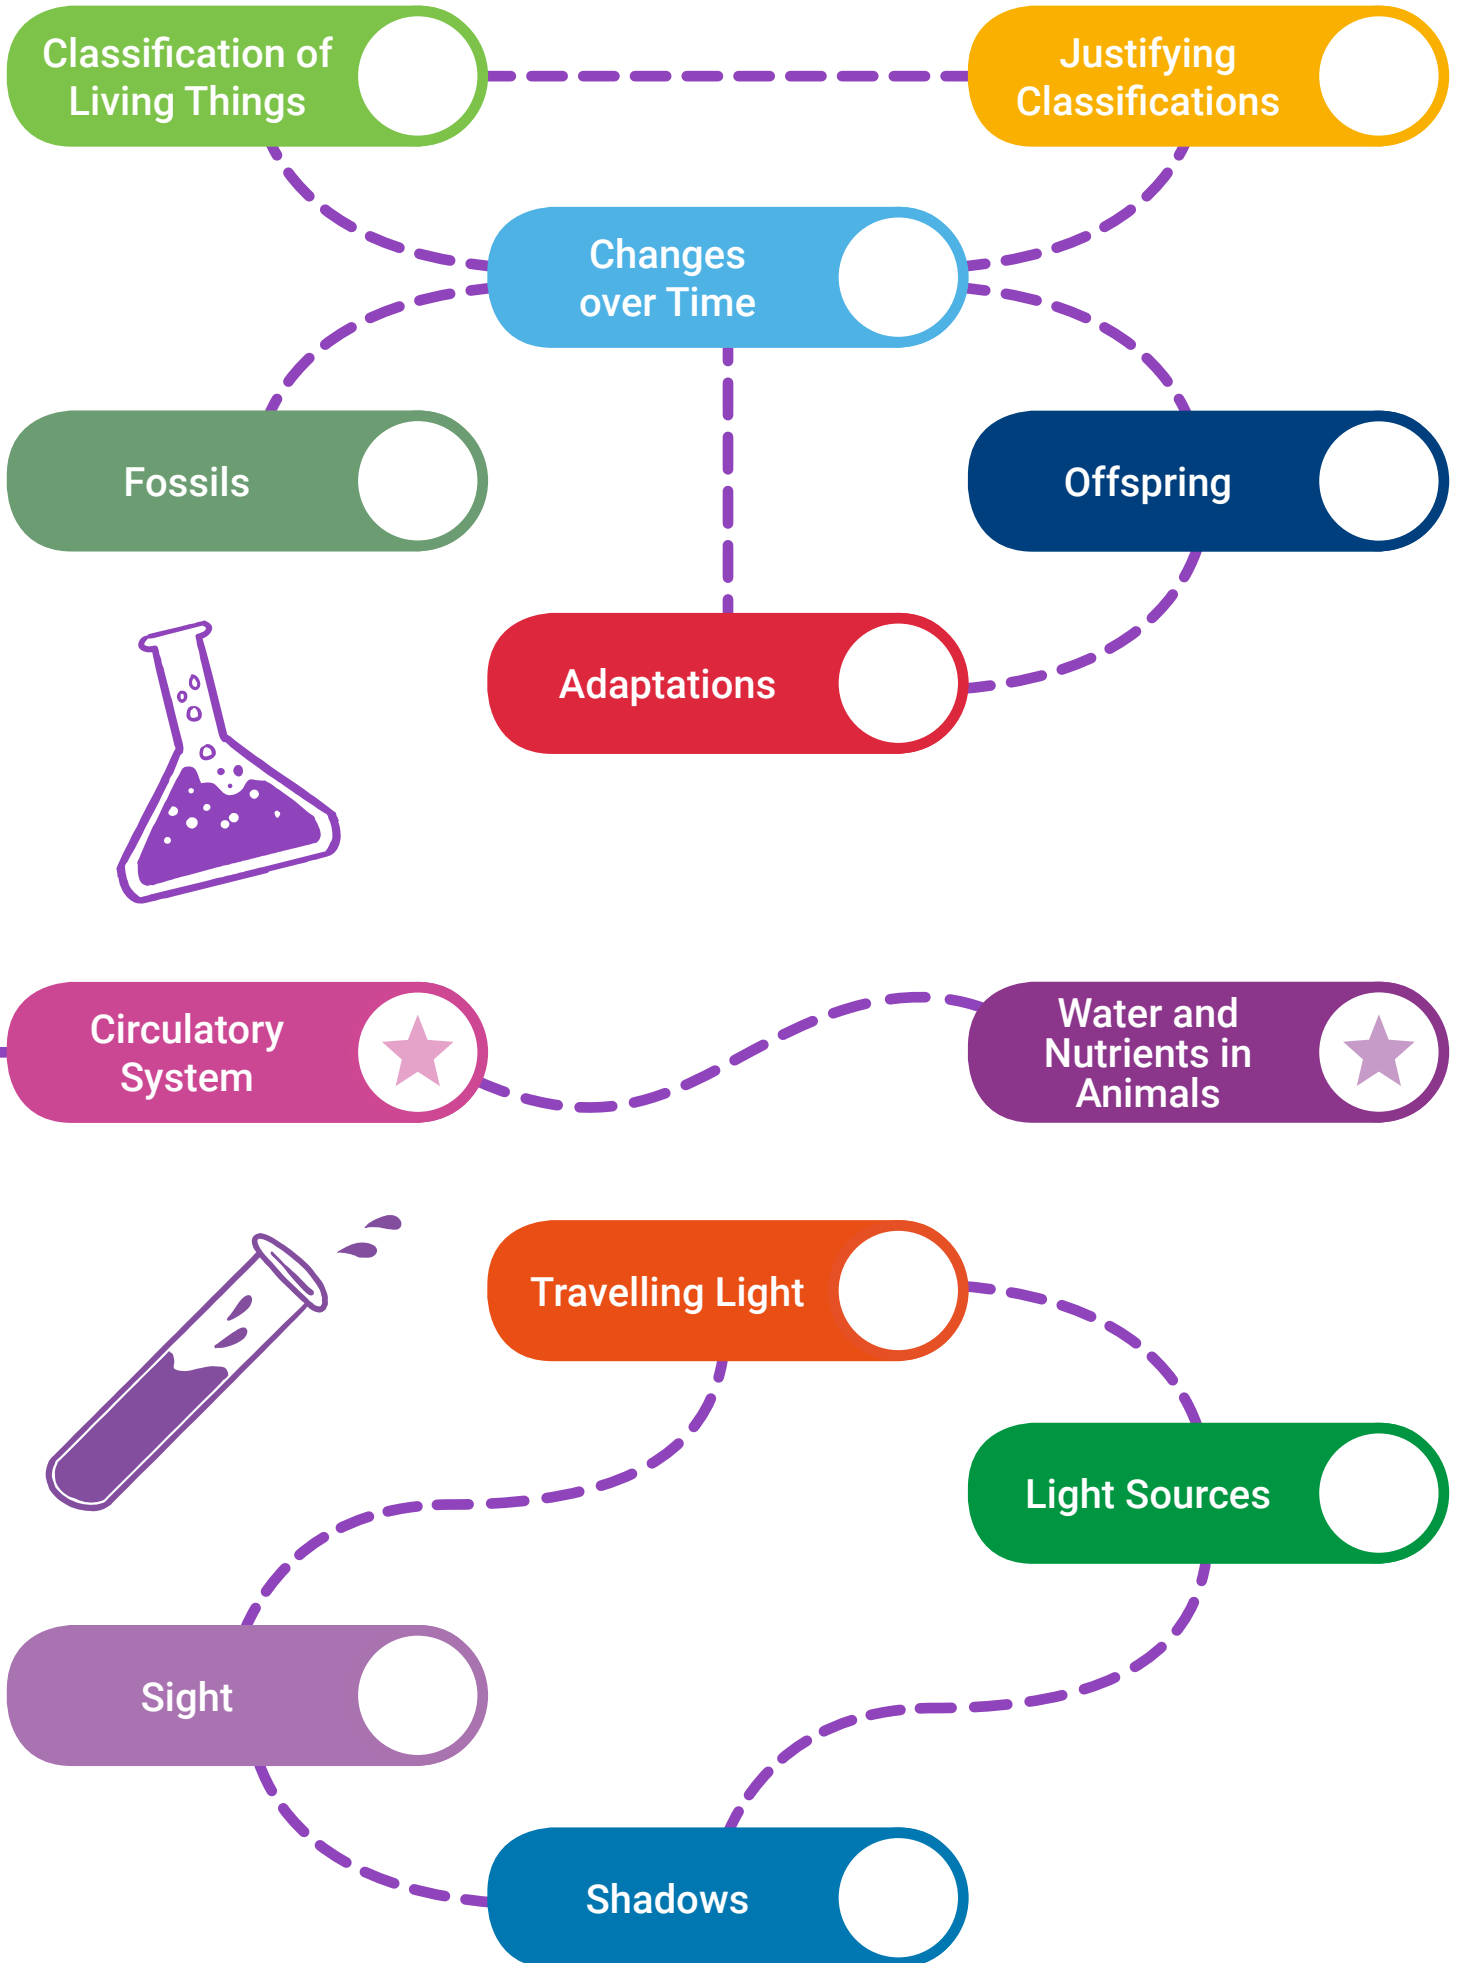 Classification of
Living Things
Justifying
Classifications
Changes
over Time
Fossils
Offspring
Adaptations
Circulatory
System
Water and
Nutrients in
Animals
Travelling Light
Light Sources
Sight
Shadows